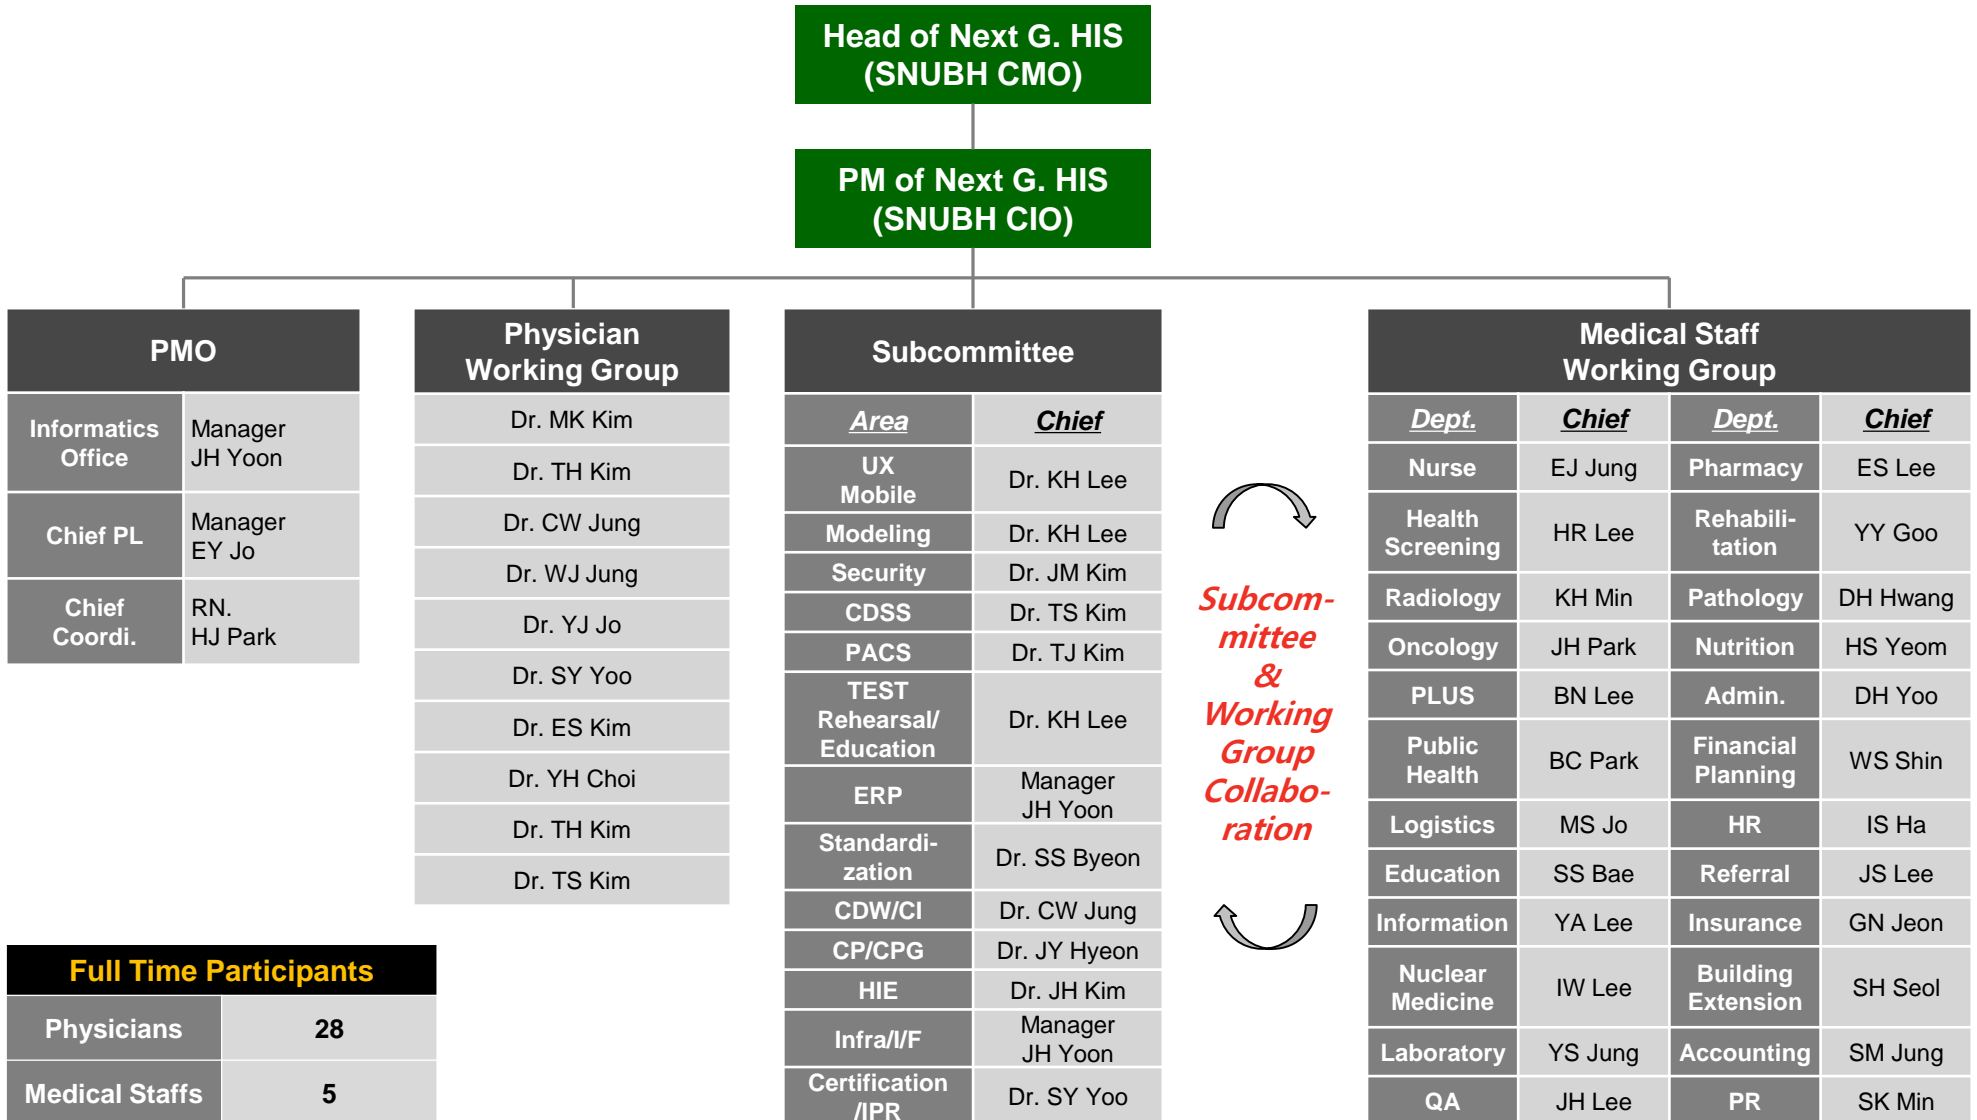 Head of Next G. HIS
(SNUBH CMO)
PM of Next G. HIS
(SNUBH CIO)
PMO
Informatics
Office
Manager
JH Yoon
Chief PL
Manager
EY Jo
Chief
Coordi.
RN.
HJ Park
Physician
Working Group
Dr. MK Kim
Dr. TH Kim
Dr. CW Jung
Dr. WJ Jung
Dr. YJ Jo
Dr. SY Yoo
Dr. ES Kim
Dr. YH Choi
Dr. TH Kim
Dr. TS Kim
Full Time Participants
Physicians 28
Medical Staffs 5
Subcommittee
Area Chief
UX
Mobile
Dr. KH Lee
Modeling Dr. KH Lee
Security Dr. JM Kim
CDSS Dr. TS Kim
PACS Dr. TJ Kim
TEST
Rehearsal/
Education
Dr. KH Lee
ERP
Manager
JH Yoon
Standardi-
zation
Dr. SS Byeon
CDW/CI Dr. CW Jung
CP/CPG Dr. JY Hyeon
HIE Dr. JH Kim
Infra/I/F
Manager
JH Yoon
Certification
/IPR
Dr. SY Yoo
Subcom-
mittee
&
Working
Group
Collabo-
ration
Medical Staff
Working Group
Dept. Chief Dept. Chief
Nurse EJ Jung Pharmacy ES Lee
Health
Screening
HR Lee
Rehabili-
tation
YY Goo
Radiology KH Min Pathology DH Hwang
Oncology JH Park Nutrition HS Yeom
PLUS BN Lee Admin. DH Yoo
Public
Health
BC Park
Financial
Planning
WS Shin
Logistics MS Jo HR IS Ha
Education SS Bae Referral JS Lee
Information YA Lee Insurance GN Jeon
Nuclear
Medicine
IW Lee
Building
Extension
SH Seol
Laboratory YS Jung Accounting SM Jung
QA JH Lee PR SK Min